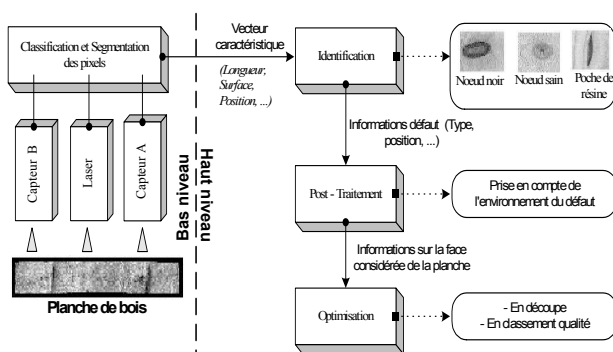 Classification et Segmentation
des pixels
Vecteur
caractéristique
(Longueur,
Surface,
Position, ...)
Identification
Noeud noir
Noeud sain
Poche de
résine
Capteur B
Laser
Capteur A
Bas niveau
Haut niveau
Informations défaut (Type,
position, ...)
Post - Traitement
Prise en compte de
l'environement du défaut
Informations sur la face
considérée de la planche
Planche de bois
Optimisation
- En découpe
- En classement qualité